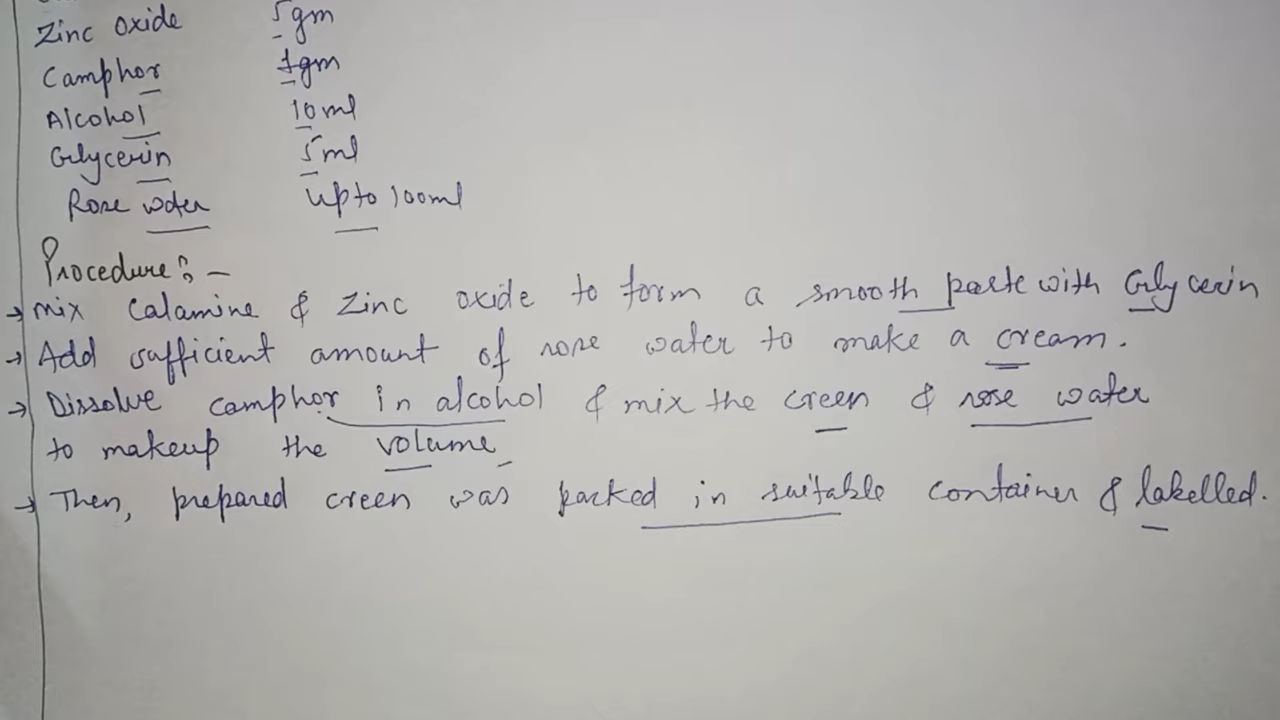 Zinc oxide 5gm
Camphor 1gm
Alcohol 10ml
Glycerin 5ml
Rose water upto 100ml
Procedure:-
→ Mix Calamine & Zinc oxide to form a smooth paste with Glycerin
→ Add sufficient amount of rose water to make a cream.
→ Dissolve camphor in alcohol & mix the creen & rose water
to makeup the volume
→ Then, prepared creen was packed in suitable container & labelled.